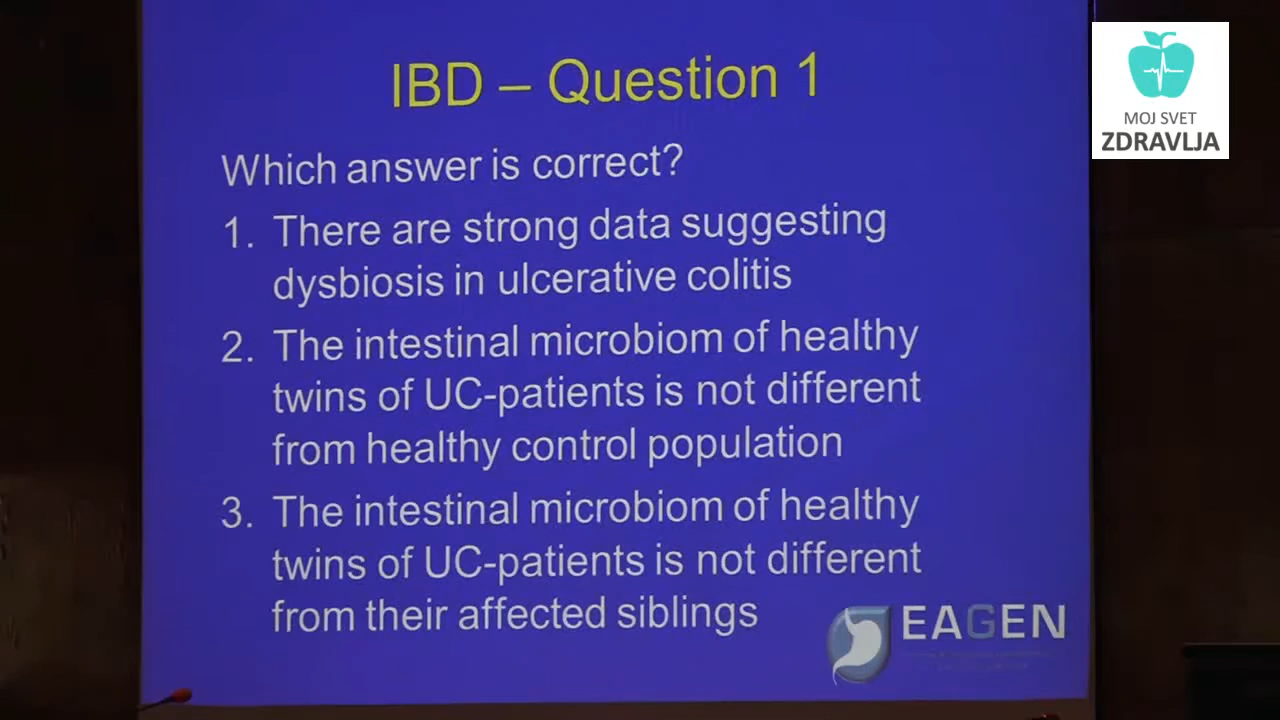 IBD – Question 1
MOJ SVET
ZDRAVLJA
Which answer is correct?
1. There are strong data suggesting
dysbiosis in ulcerative colitis
2. The intestinal microbiom of healthy
twins of UC-patients is not different
from healthy control population
3. The intestinal microbiom of healthy
twins of UC-patients is not different
from their affected siblings
EAGEN